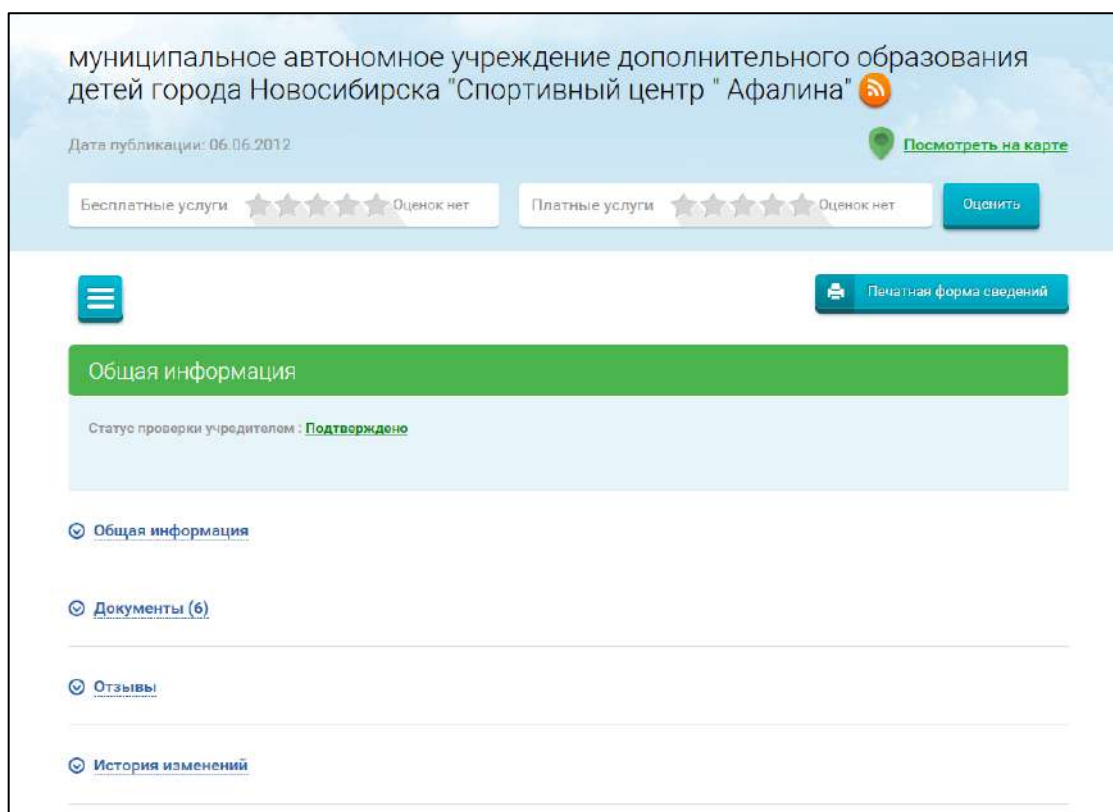 муниципальное автономное учреждение дополнительного образования
детей города Новосибирска "Спортивный центр " Афалина"
Дата публикации: 06.06.2012
Посмотреть на карте
Бесплатные услуги Оценок нет Платные услуги Оценок нет Оценить
Печатная форма сведений
Общая информация
Статус проверки учредителем : Подтверждено
Общая информация
Документы (6)
Отзывы
История изменений